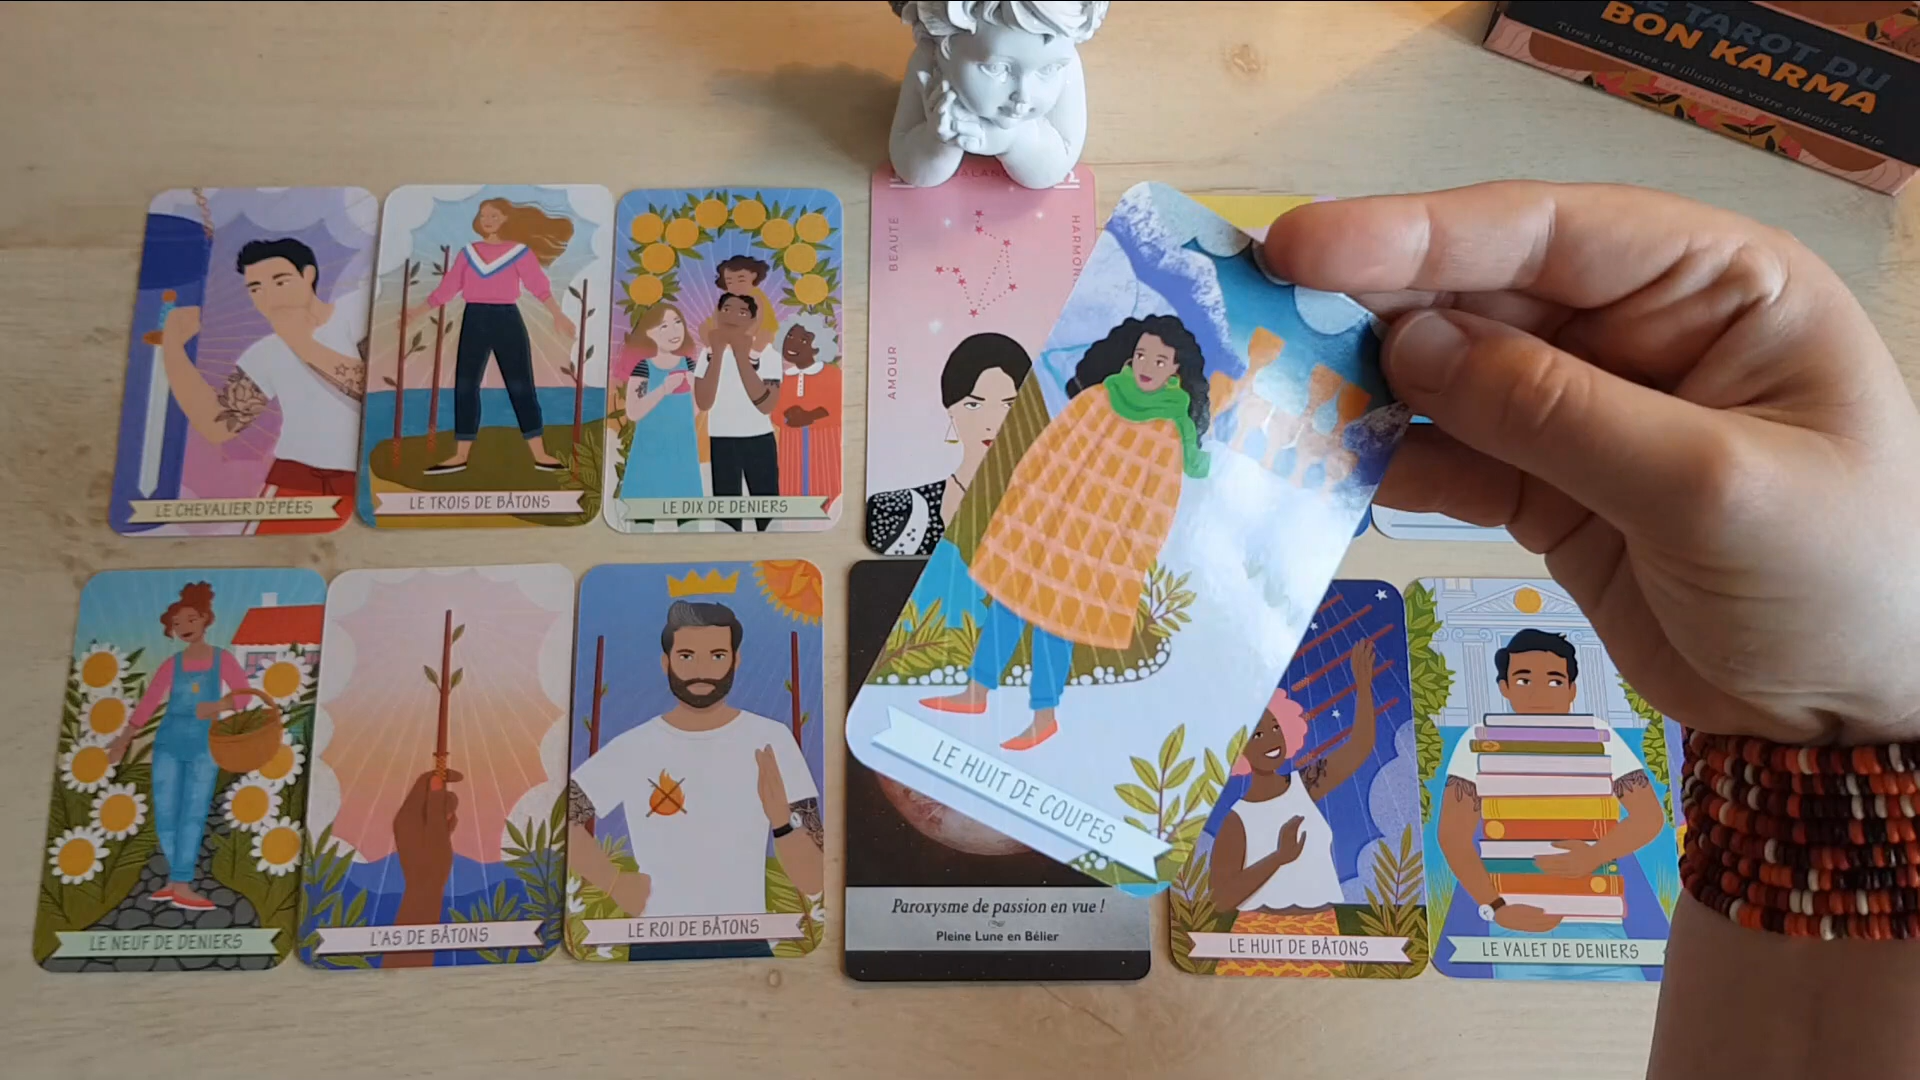 LE TAROT DU
BON KARMA
Tirez les cartes et illuminez votre chemin de vie
BALANCE
BEAUTÉ
AMOUR
HARMON
LE CHEVALIER D'ÉPÉES
LE TROIS DE BÂTONS
LE DIX DE DENIERS
LE HUIT DE COUPES
LE NEUF DE DENIERS
L'AS DE BÂTONS
LE ROI DE BÂTONS
Paroxysme de passion en vue !
Pleine Lune en Bélier
LE HUIT DE BÂTONS
LE VALET DE DENIERS